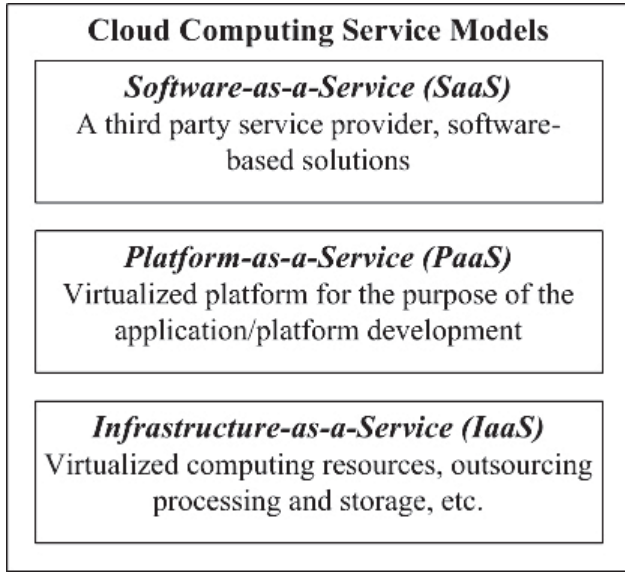 Cloud Computing Service Models
Software-as-a-Service (SaaS)
A third party service provider, software-
based solutions
Platform-as-a-Service (PaaS)
Virtualized platform for the purpose of the
application/platform development
Infrastructure-as-a-Service (IaaS)
Virtualized computing resources, outsourcing
processing and storage, etc.